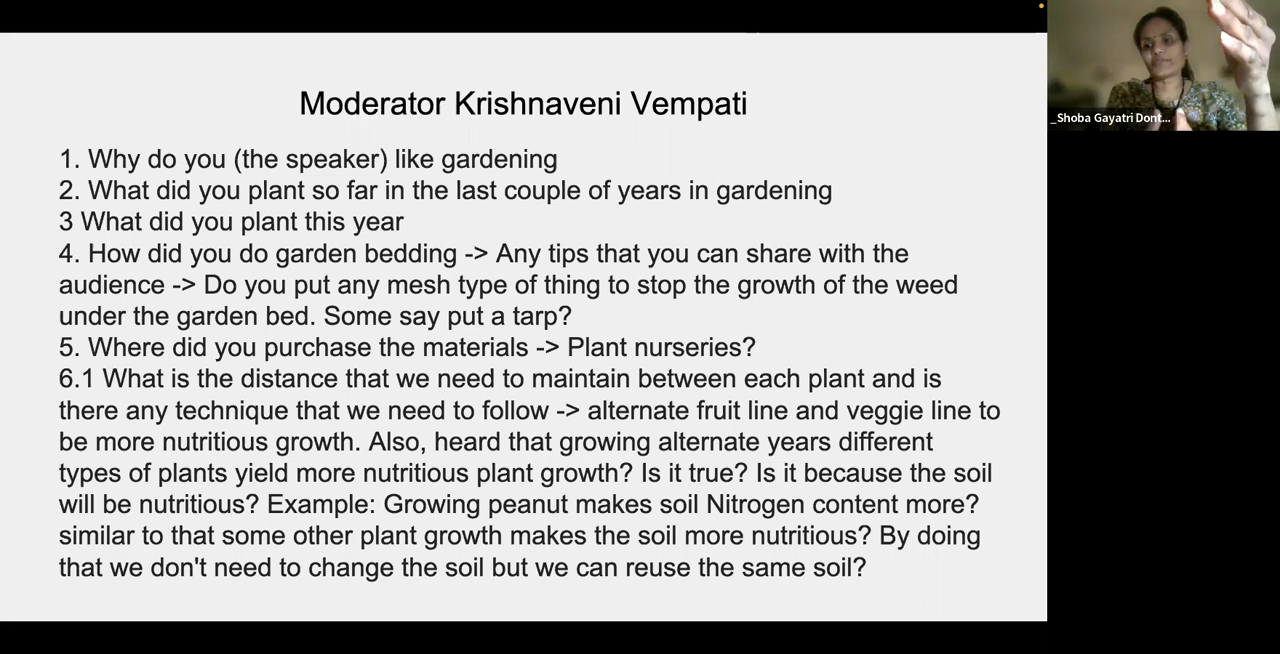 Moderator Krishnaveni Vempati
1. Why do you (the speaker) like gardening
2. What did you plant so far in the last couple of years in gardening
3 What did you plant this year
4. How did you do garden bedding -> Any tips that you can share with the
audience -> Do you put any mesh type of thing to stop the growth of the weed
under the garden bed. Some say put a tarp?
5. Where did you purchase the materials -> Plant nurseries?
6.1 What is the distance that we need to maintain between each plant and is
there any technique that we need to follow -> alternate fruit line and veggie line to
be more nutritious growth. Also, heard that growing alternate years different
types of plants yield more nutritious plant growth? Is it true? Is it because the soil
will be nutritious? Example: Growing peanut makes soil Nitrogen content more?
similar to that some other plant growth makes the soil more nutritious? By doing
that we don't need to change the soil but we can reuse the same soil?
_Shoba Gayatri Dont...